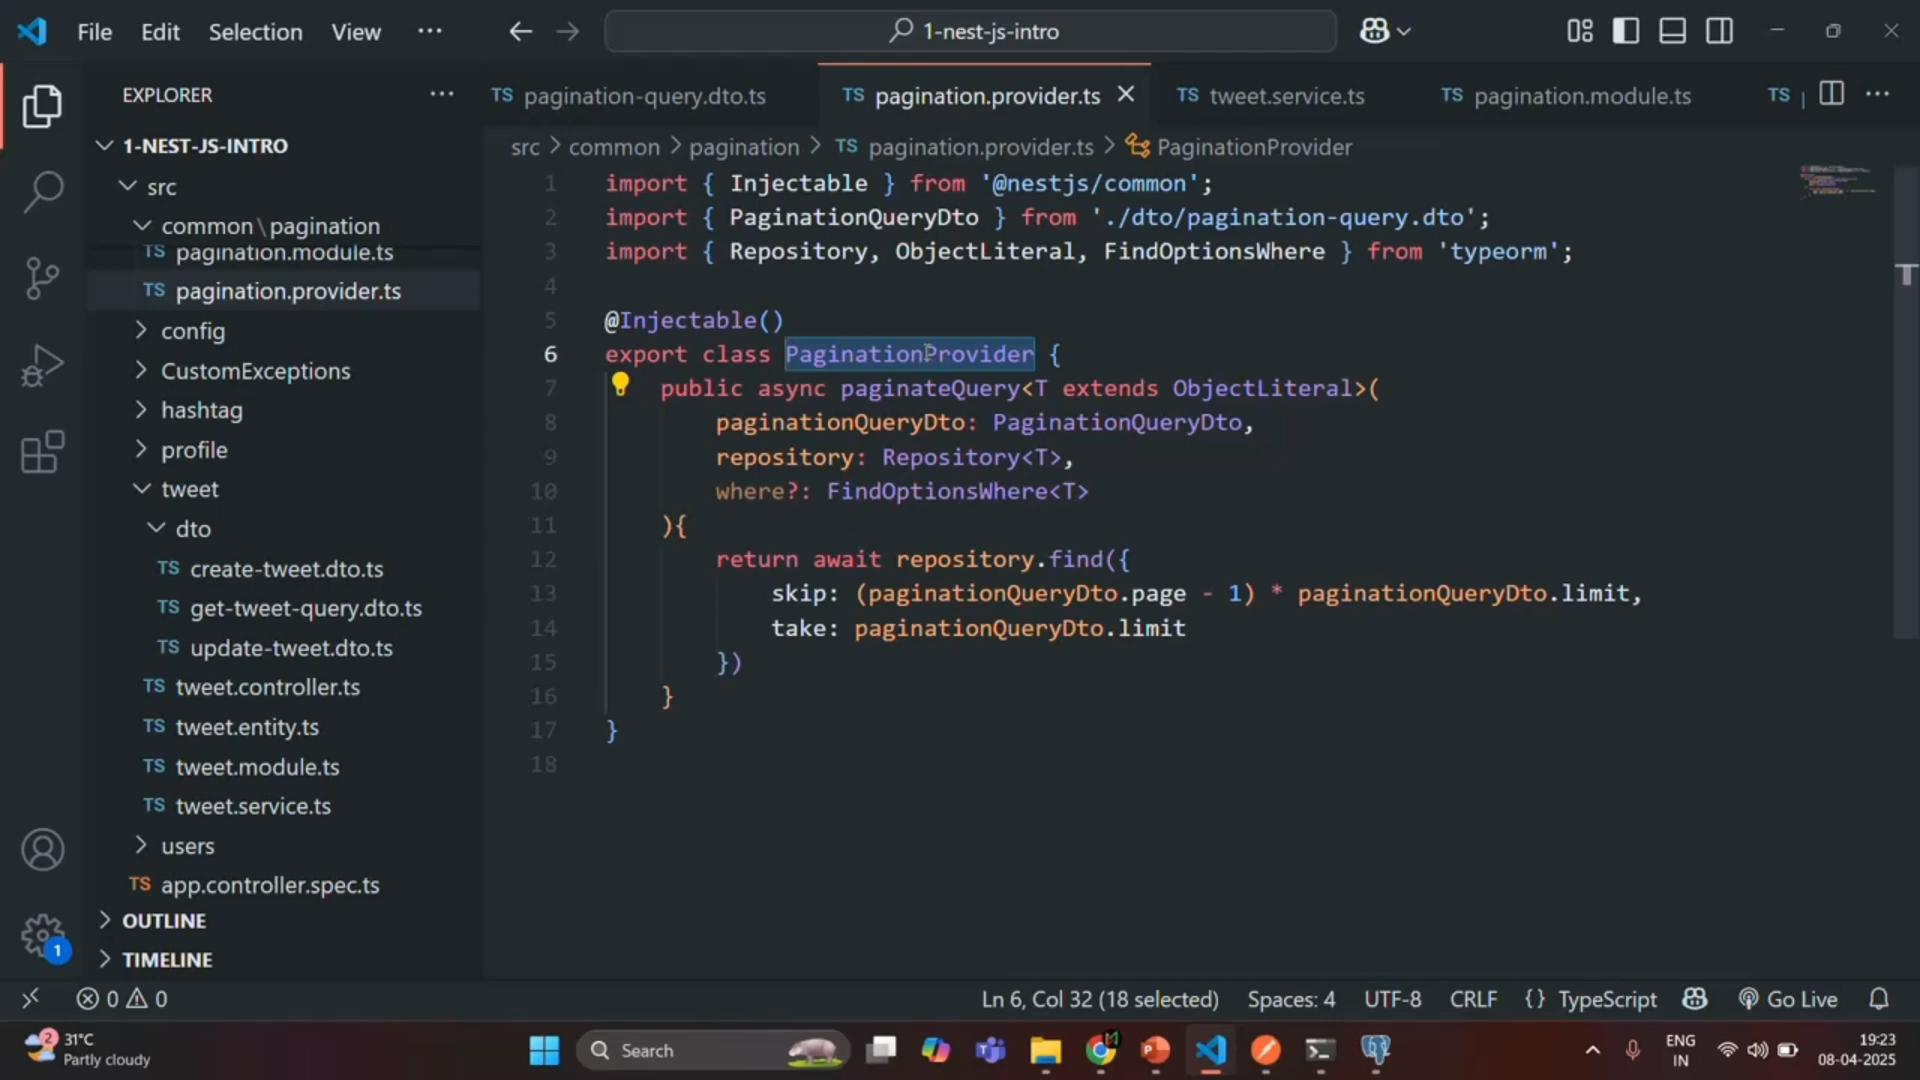 File Edit Selection View ···
1-nest-js-intro
EXPLORER ···
1-NEST-JS-INTRO
src
common\pagination
TS pagination.module.ts
TS pagination.provider.ts
config
CustomExceptions
hashtag
profile
tweet
dto
TS create-tweet.dto.ts
TS get-tweet-query.dto.ts
TS update-tweet.dto.ts
TS tweet.controller.ts
TS tweet.entity.ts
TS tweet.module.ts
TS tweet.service.ts
users
TS app.controller.spec.ts
OUTLINE
TIMELINE
1
TS pagination-query.dto.ts TS pagination.provider.ts TS tweet.service.ts TS pagination.module.ts TS
src > common > pagination > TS pagination.provider.ts > PaginationProvider
1 import { Injectable } from '@nestjs/common';
2 import { PaginationQueryDto } from './dto/pagination-query.dto';
3 import { Repository, ObjectLiteral, FindOptionsWhere } from 'typeorm';
4
5 @Injectable()
6 export class PaginationProvider {
7 public async paginateQuery<T extends ObjectLiteral>(
8 paginationQueryDto: PaginationQueryDto,
9 repository: Repository<T>,
10 where?: FindOptionsWhere<T>
11 ){
12 return await repository.find({
13 skip: (paginationQueryDto.page - 1) * paginationQueryDto.limit,
14 take: paginationQueryDto.limit
15 })
16 }
17 }
18
0 0 Ln 6, Col 32 (18 selected) Spaces: 4 UTF-8 CRLF {} TypeScript Go Live
2 31°C
Partly cloudy
Search
ENG
IN
19:23
08-04-2025